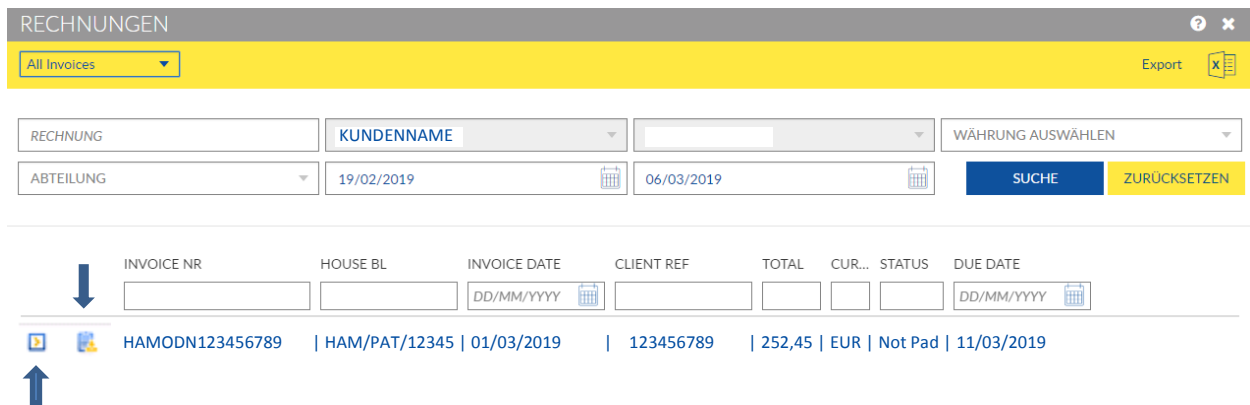 RECHNUNGEN ?
All Invoices Export
RECHNUNG KUNDENNAME WÄHRUNG AUSWÄHLEN
ABTEILUNG 19/02/2019 06/03/2019 SUCHE ZURÜCKSETZEN
INVOICE NR HOUSE BL INVOICE DATE CLIENT REF TOTAL CUR... STATUS DUE DATE
DD/MM/YYYY DD/MM/YYYY
HAMODN123456789 | HAM/PAT/12345 | 01/03/2019 | 123456789 | 252,45 | EUR | Not Pad | 11/03/2019